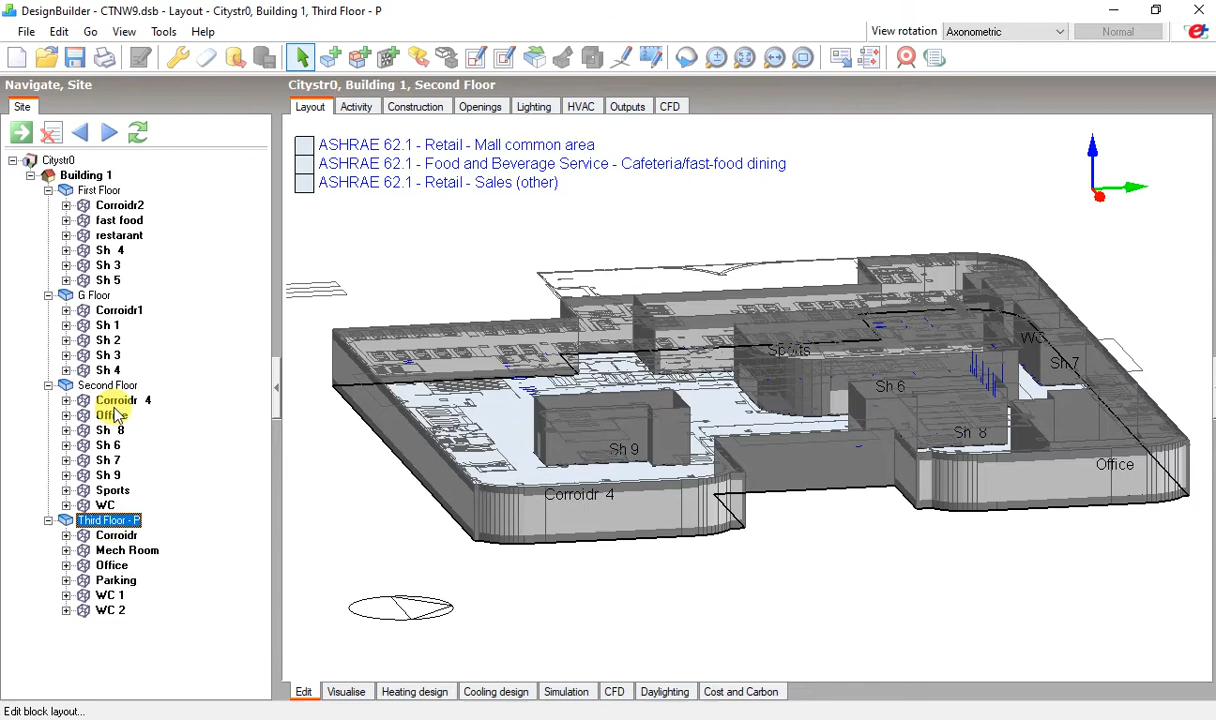 DesignBuilder - CTNW9.dsb - Layout - Citystr0, Building 1, Third Floor - P
File Edit Go View Tools Help
View rotation Axonometric Normal
Navigate, Site
Citystr0, Building 1, Second Floor
Site
Layout Activity Construction Openings Lighting HVAC Outputs CFD
Citystr0
Building 1
First Floor
Corroidr2
fast food
restarant
Sh 4
Sh 3
Sh 5
G Floor
Corroidr1
Sh 1
Sh 2
Sh 3
Sh 4
Second Floor
Corroidr 4
Office
Sh 8
Sh 6
Sh 7
Sh 9
Sports
WC
Third Floor - P
Corroidr
Mech Room
Office
Parking
WC 1
WC 2
ASHRAE 62.1 - Retail - Mall common area
ASHRAE 62.1 - Food and Beverage Service - Cafeteria/fast-food dining
ASHRAE 62.1 - Retail - Sales (other)
WC
Sports
Sh 7
Sh 6
Sh 8
Sh 9
Office
Corroidr 4
Edit Visualise Heating design Cooling design Simulation CFD Daylighting Cost and Carbon
Edit block layout...